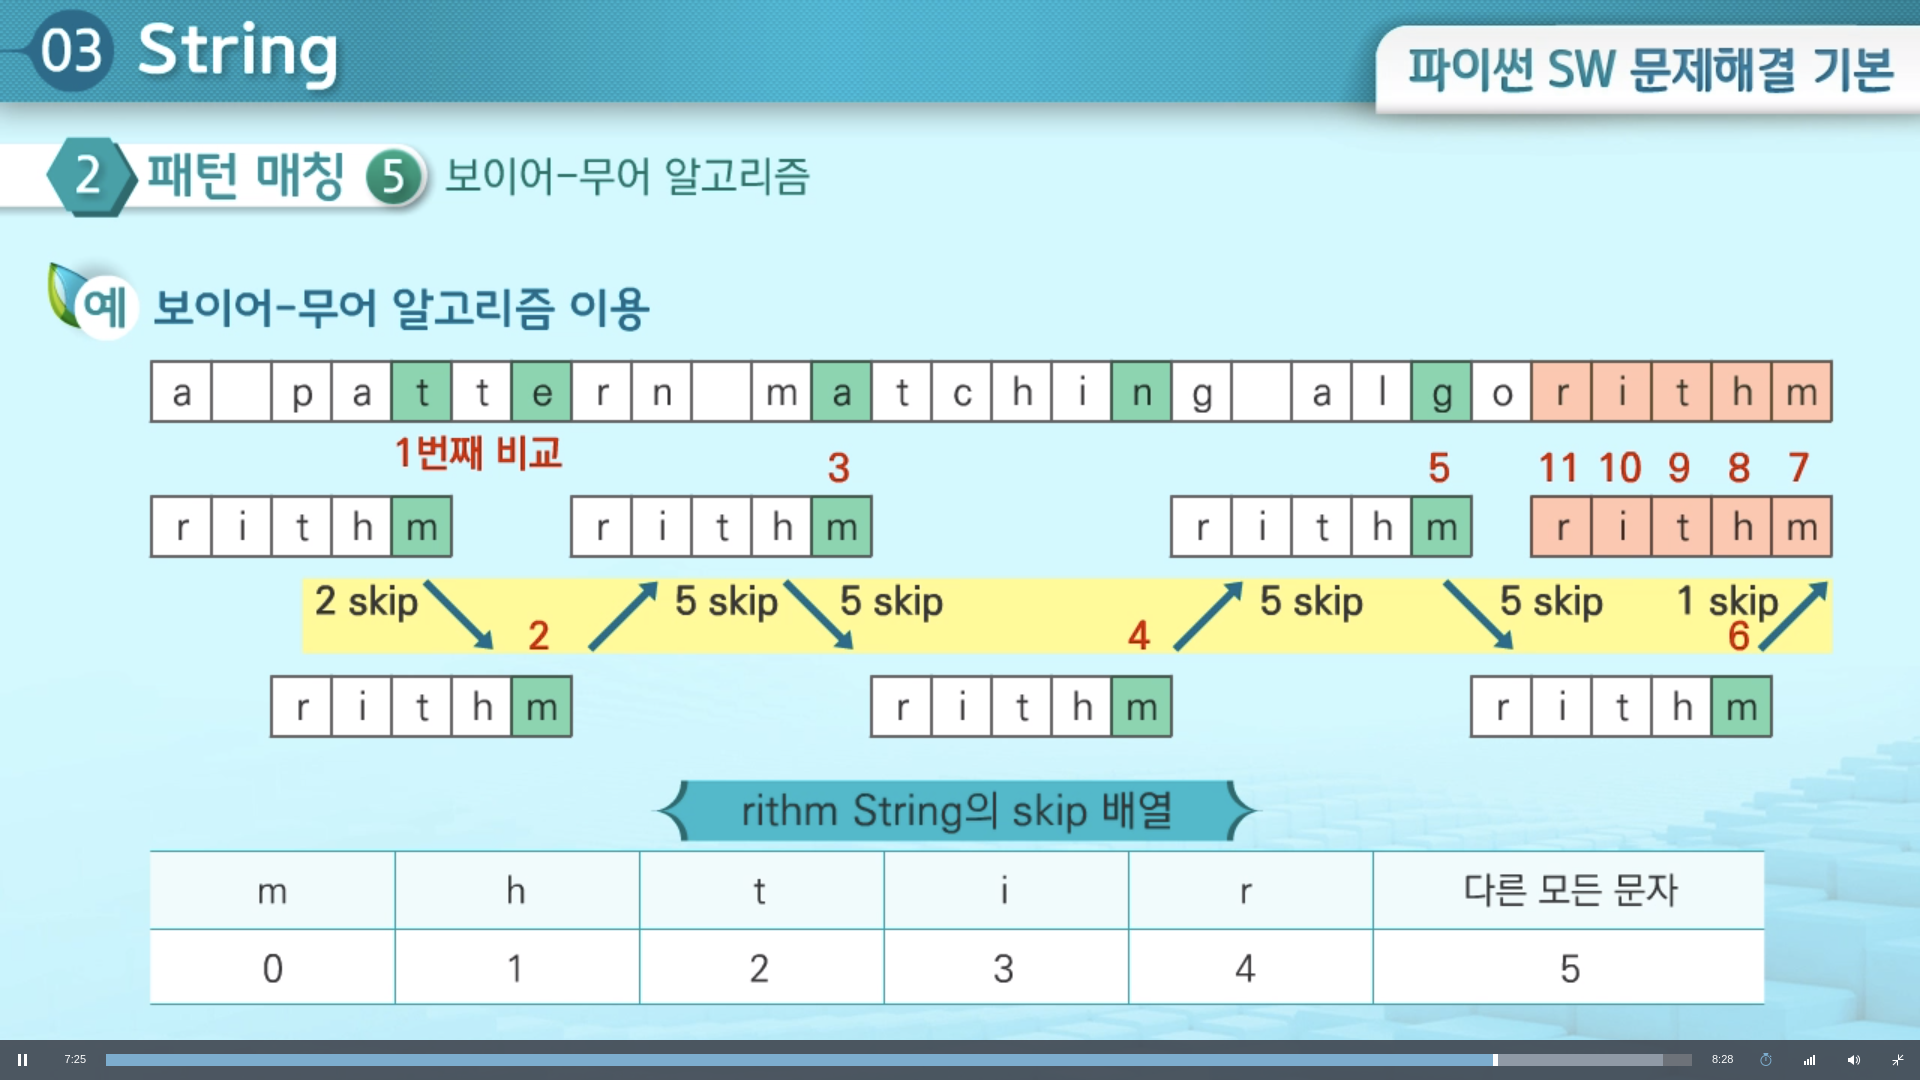 03 String
파이썬 SW 문제해결 기본
2 패턴 매칭 5 보이어-무어 알고리즘
예 보이어-무어 알고리즘 이용
a p a t t e r n m a t c h i n g a l g o r i t h m
1번째 비교 3 5 11 10 9 8 7
r i t h m r i t h m r i t h m r i t h m
2 skip 5 skip 5 skip 5 skip 5 skip 1 skip
2 4 6
r i t h m r i t h m r i t h m
rithm String의 skip 배열
m h t i r 다른 모든 문자
0 1 2 3 4 5
7:25 8:28